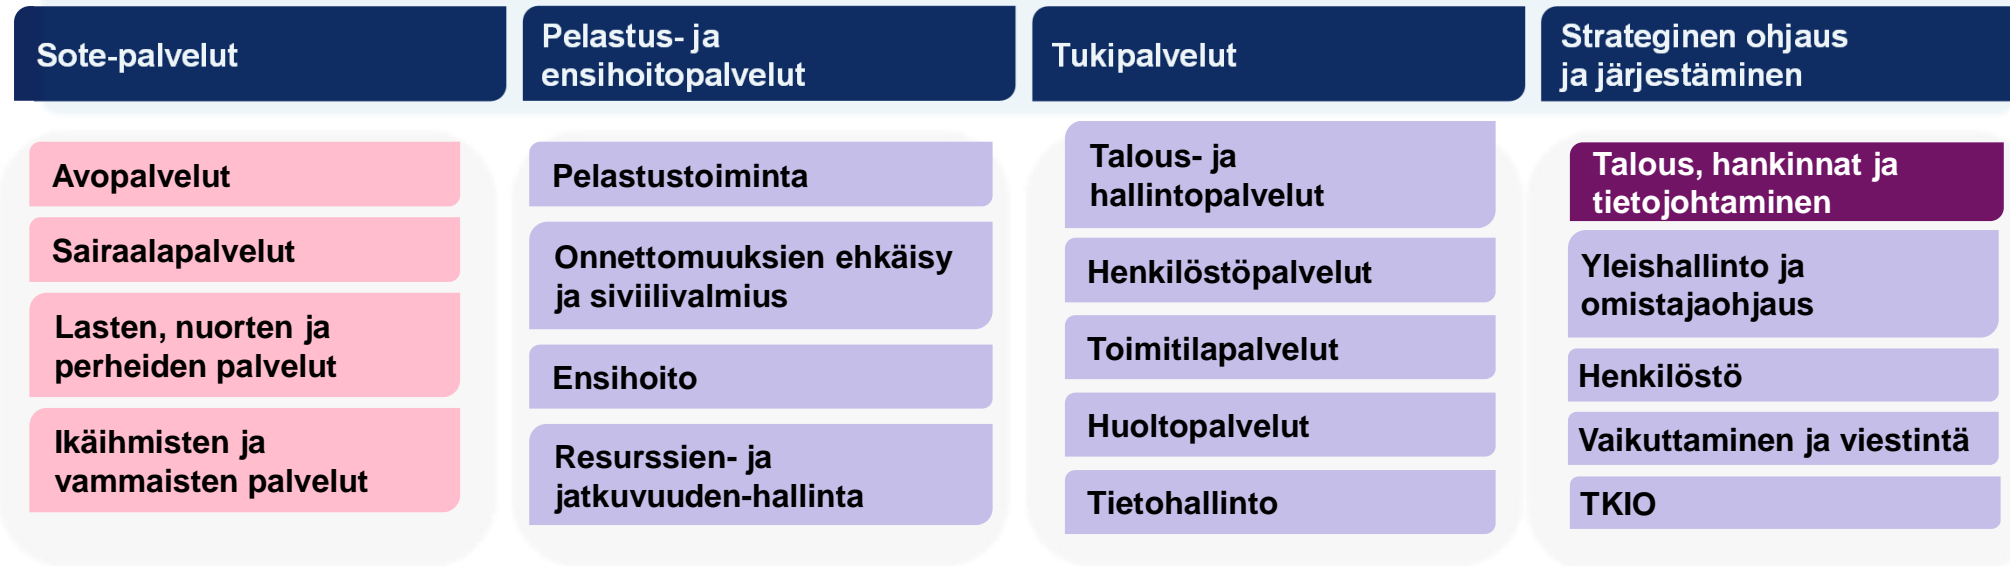 Sote-palvelut
Avopalvelut
Sairaalapalvelut
Lasten, nuorten ja
perheiden palvelut
Ikäihmisten ja
vammaisten palvelut
Pelastus- ja
ensihoitopalvelut
Pelastustoiminta
Onnettomuuksien ehkäisy
ja siviilivalmius
Ensihoito
Resurssien- ja
jatkuvuuden-hallinta
Tukipalvelut
Talous- ja
hallintopalvelut
Henkilöstöpalvelut
Toimitilapalvelut
Huoltopalvelut
Tietohallinto
Strateginen ohjaus
ja järjestäminen
Talous, hankinnat ja
tietojohtaminen
Yleishallinto ja
omistajaohjaus
Henkilöstö
Vaikuttaminen ja viestintä
TKIO